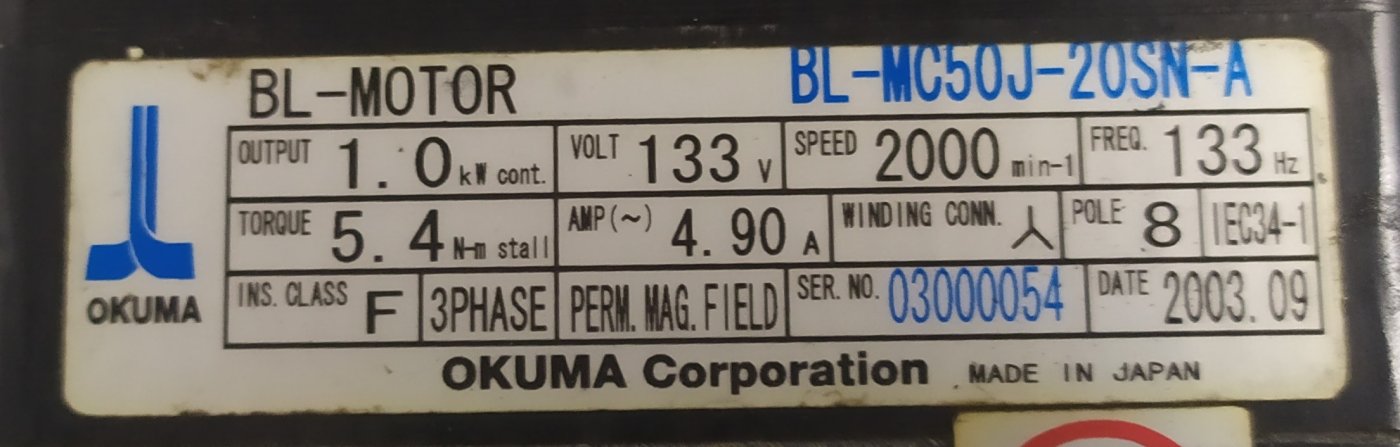 BL-MOTOR BL-MC50J-20SN-A
OUTPUT 1.0 kW cont. VOLT 133 V SPEED 2000 min-1 FREQ. 133 Hz
TORQUE 5.4 N-m stall AMP(~) 4.90 A WINDING CONN. 人 POLE 8 IEC34-1
INS. CLASS F 3PHASE PERM. MAG. FIELD SER. NO. 03000054 DATE 2003.09
OKUMA
OKUMA Corporation MADE IN JAPAN